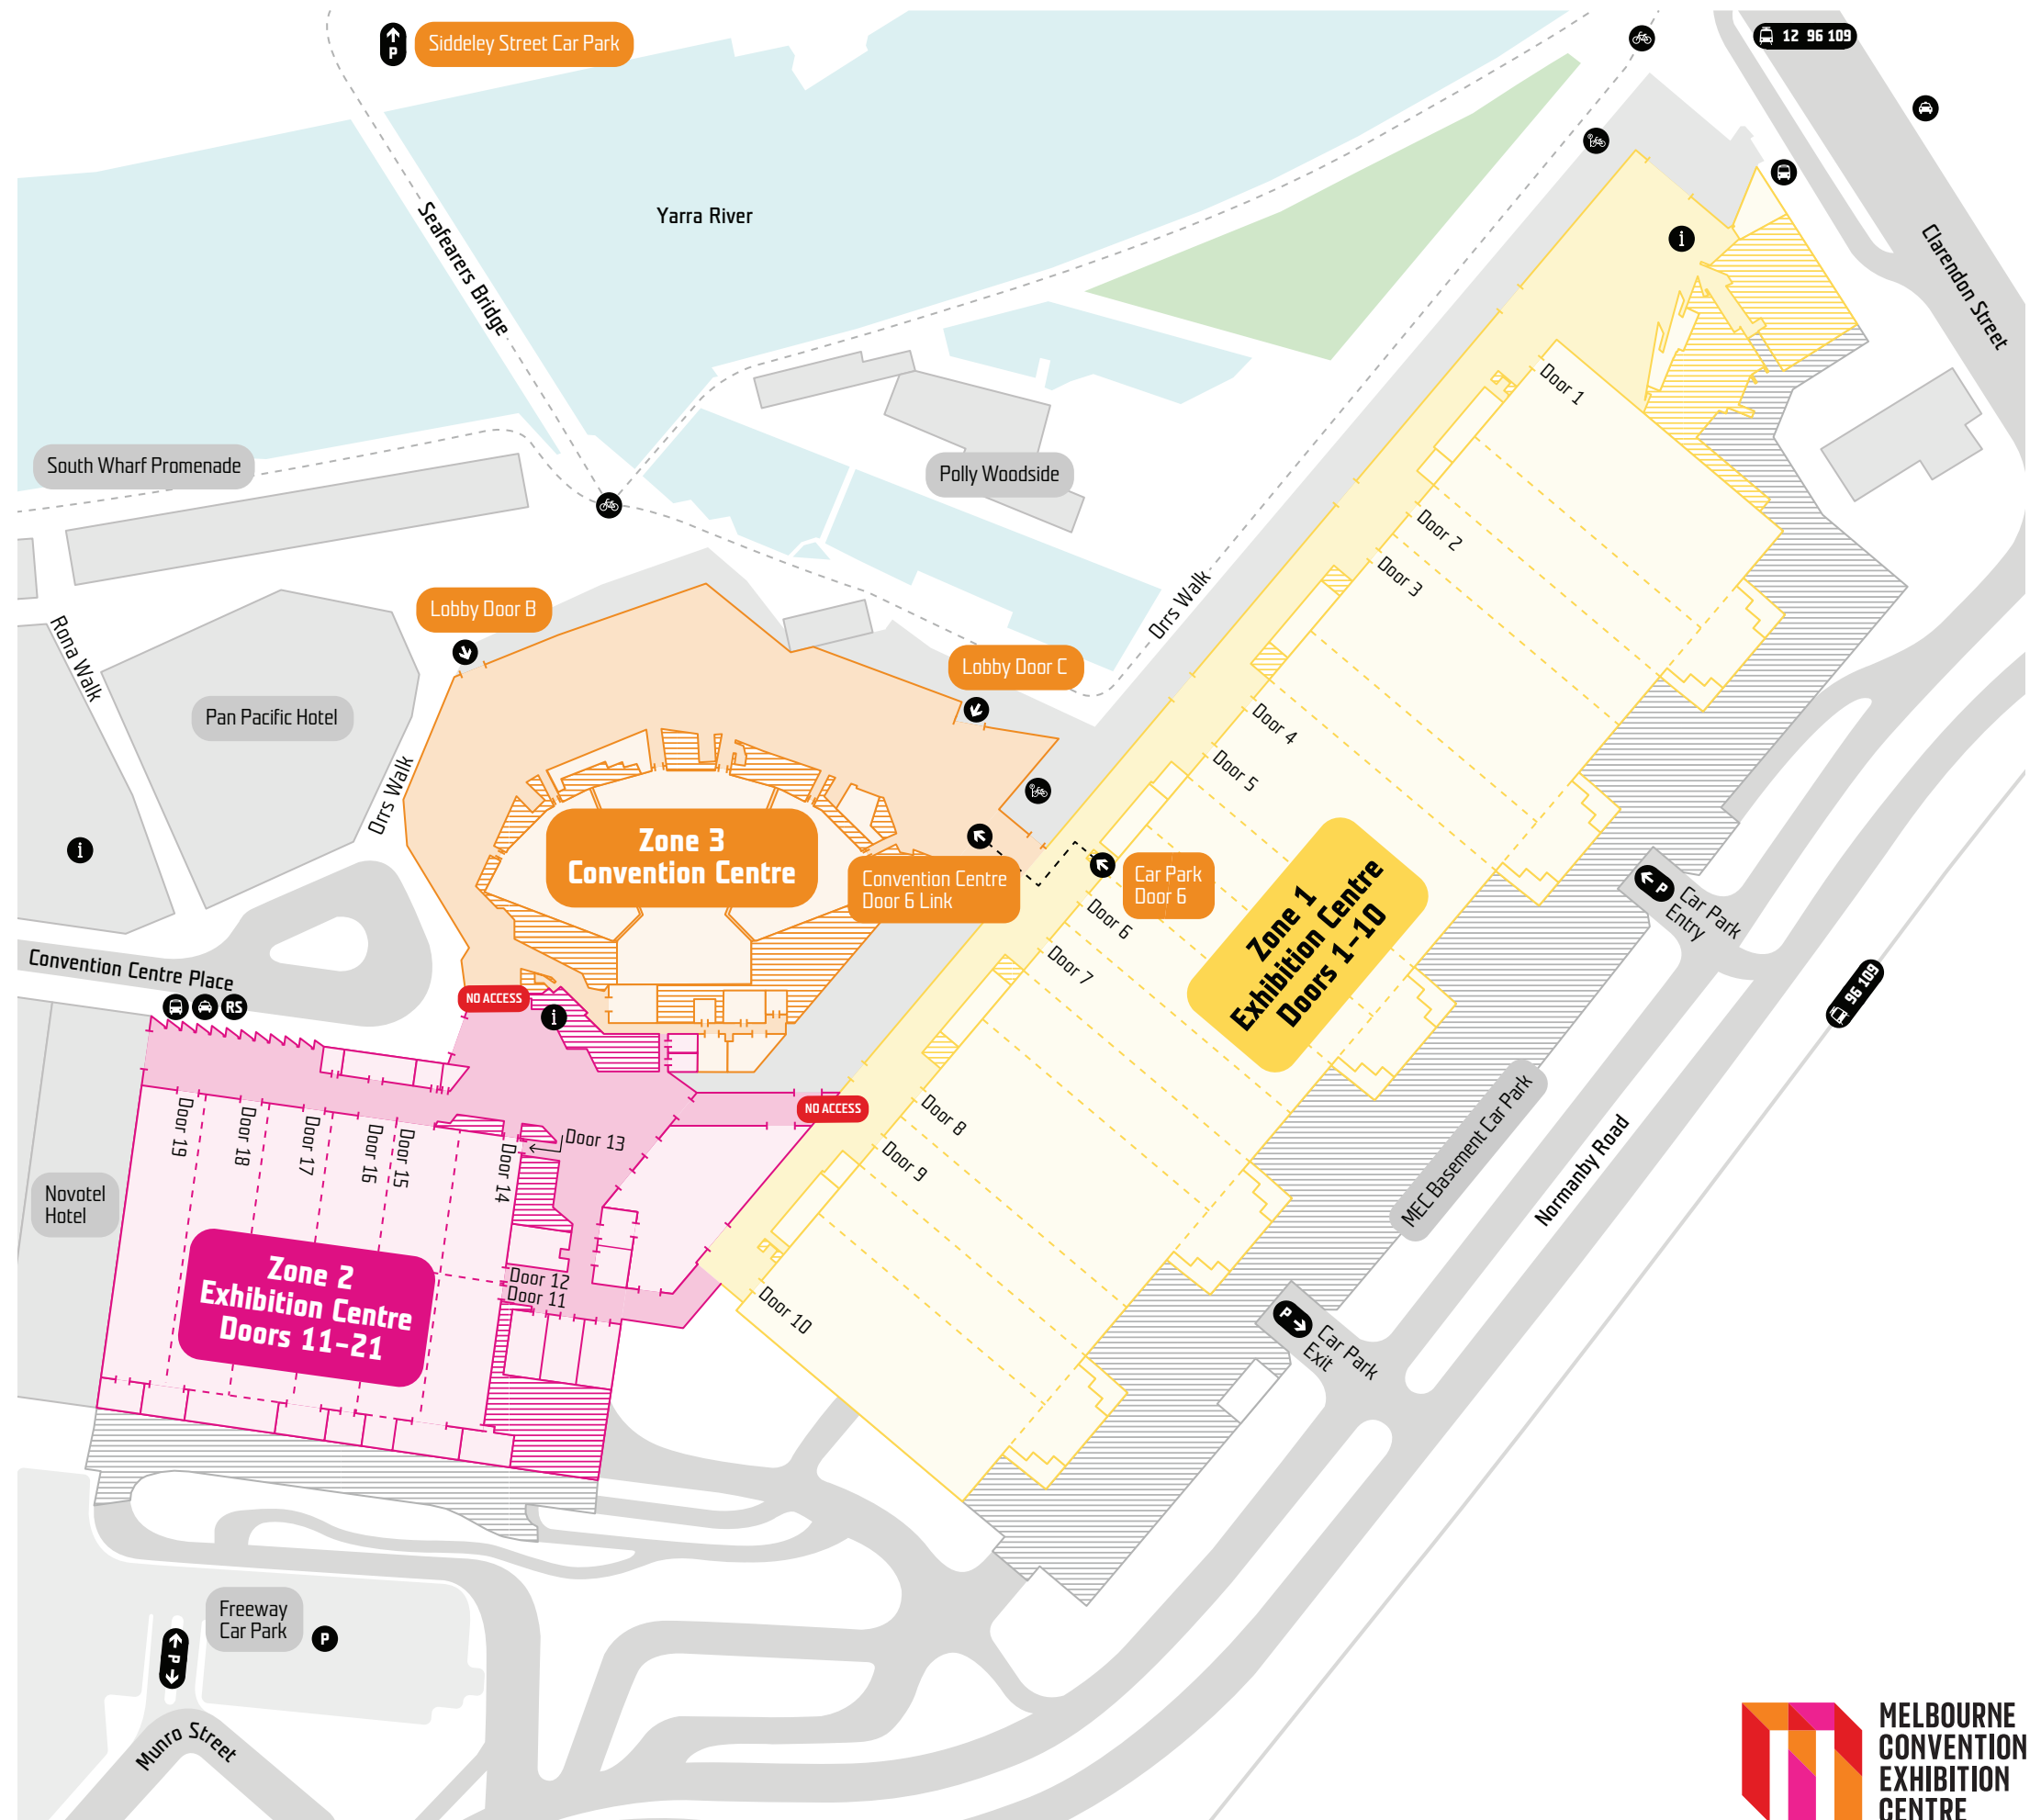 P
Siddeley Street Car Park
12 96 109
Yarra River
Seafearers Bridge
Clarendon Street
South Wharf Promenade
Polly Woodside
Door 1
Door 2
Door 3
Orrs Walk
Lobby Door B
Rona Walk
Lobby Door C
Pan Pacific Hotel
Door 4
Door 5
Orrs Walk
Zone 3
Convention Centre
Convention Centre
Door 6 Link
Car Park
Door 6
Zone 1
Exhibition Centre
Doors 1-10
P
Car Park
Entry
Door 6
Door 7
Convention Centre Place
RS
NO ACCESS
96 109
NO ACCESS
Door 8
Door 9
MEC Basement Car Park
Normanby Road
Door 19
Door 18
Door 17
Door 16
Door 15
Door 14
Door 13
Novotel
Hotel
Zone 2
Exhibition Centre
Doors 11-21
Door 12
Door 11
Door 10
P
Car Park
Exit
Freeway
Car Park
P
P
Munro Street
MELBOURNE
CONVENTION
EXHIBITION
CENTRE